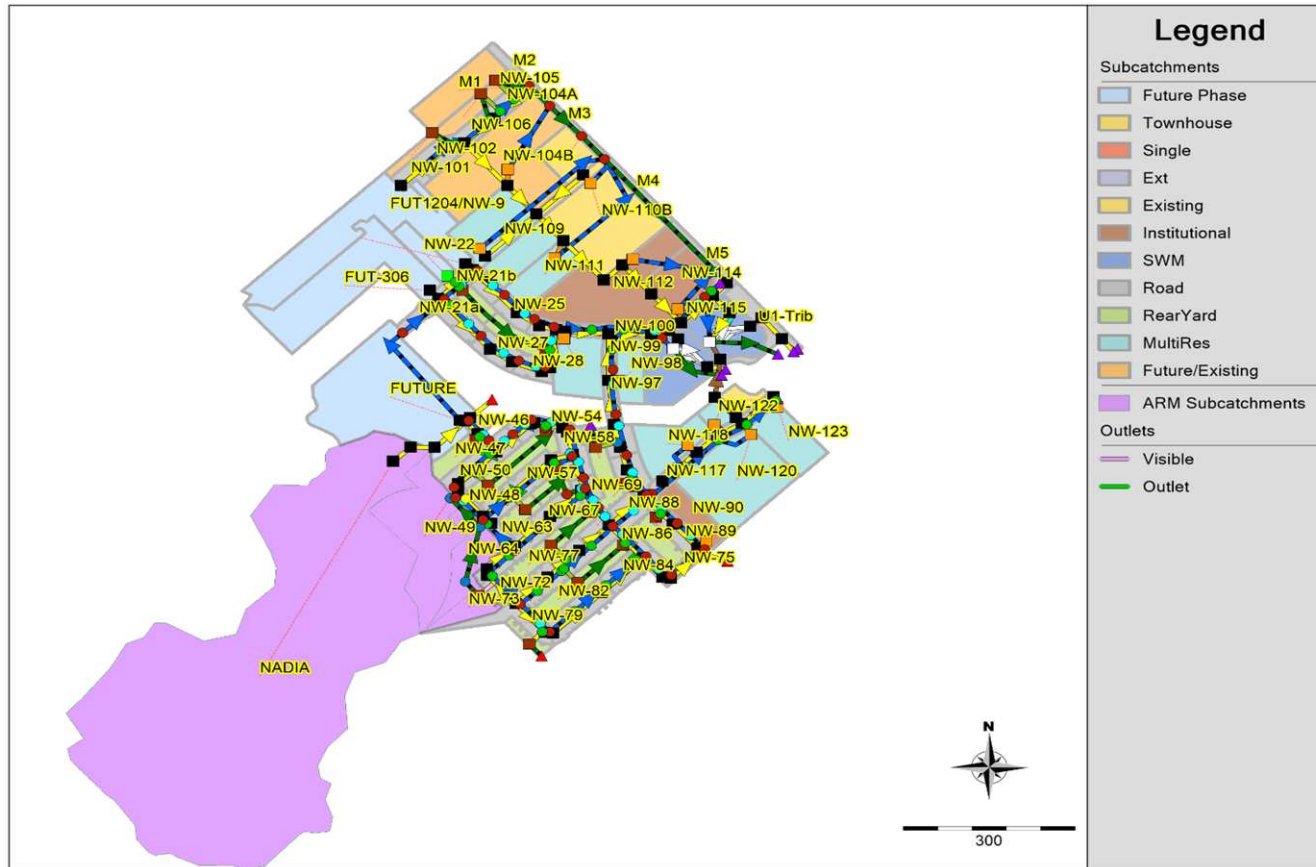 M2
M1
NW-105
NW-104A
M3
NW-106
NW-102
NW-104B
NW-101
M4
FUT1204/NW-9
NW-110B
NW-109
NW-22
NW-111
M5
FUT-306
NW-21b
NW-112
NW-114
NW-21a
NW-25
NW-115
U1-Trib
NW-100
NW-27
NW-99
NW-28
NW-98
NW-97
FUTURE
NW-46
NW-54
NW-122
NW-47
NW-58
NW-118
NW-123
NW-50
NW-57
NW-117
NW-120
NW-48
NW-69
NW-88
NW-90
NW-49
NW-63
NW-67
NW-86
NW-89
NW-64
NW-77
NW-84
NW-75
NW-72
NW-82
NW-73
NW-79
NADIA
N
300
Legend
Subcatchments
Future Phase
Townhouse
Single
Ext
Existing
Institutional
SWM
Road
RearYard
MultiRes
Future/Existing
ARM Subcatchments
Outlets
Visible
Outlet